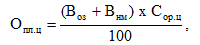 Опл.ц = (Воз + Внм) х Сор.ц
100 ,